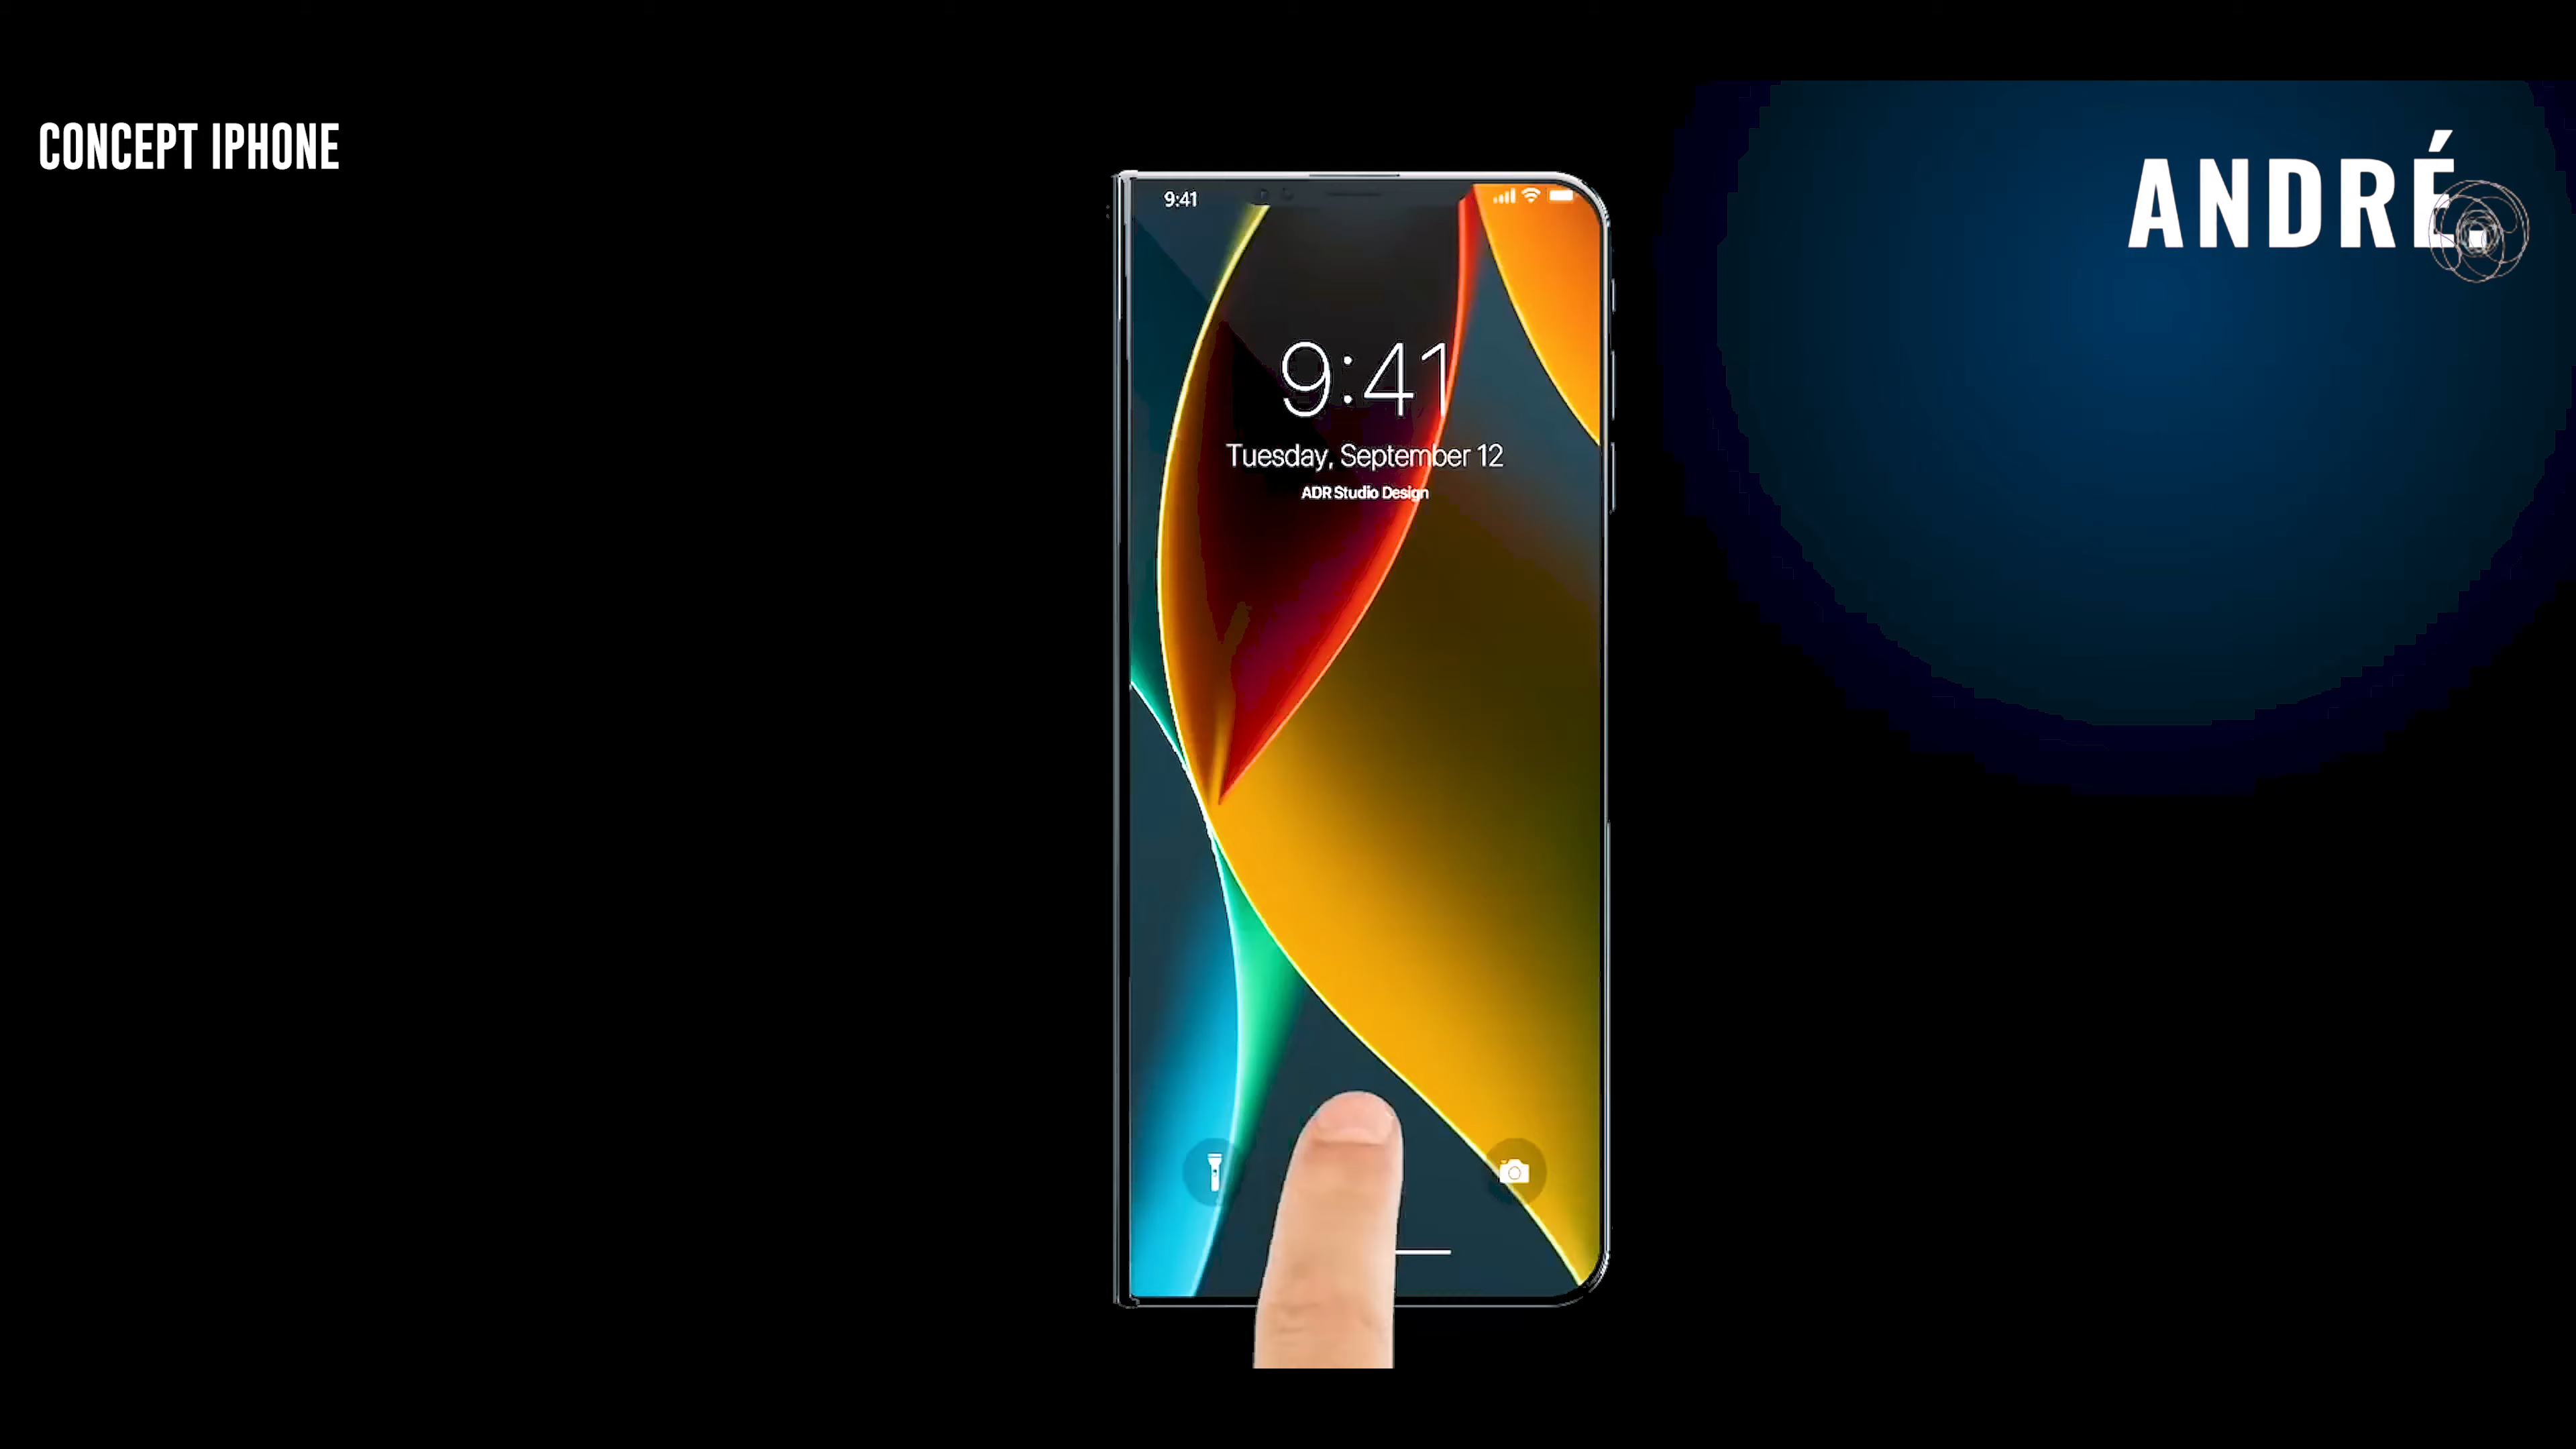 CONCEPT IPHONE
ANDRÉ.
9:41
9:41
Tuesday, September 12
ADR Studio Design